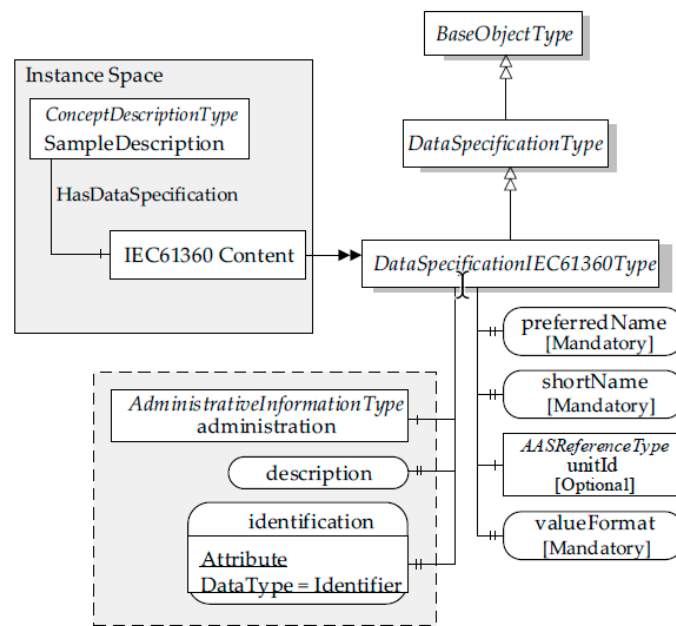 BaseObjectType
Instance Space
ConceptDescriptionType
SampleDescription
DataSpecificationType
HasDataSpecification
IEC61360 Content
DataSpecificationIEC61360Type
preferredName
[Mandatory]
shortName
[Mandatory]
AdministrativeInformationType
administration
AASReferenceType
unitId
[Optional]
description
identification
Attribute
DataType = Identifier
valueFormat
[Mandatory]